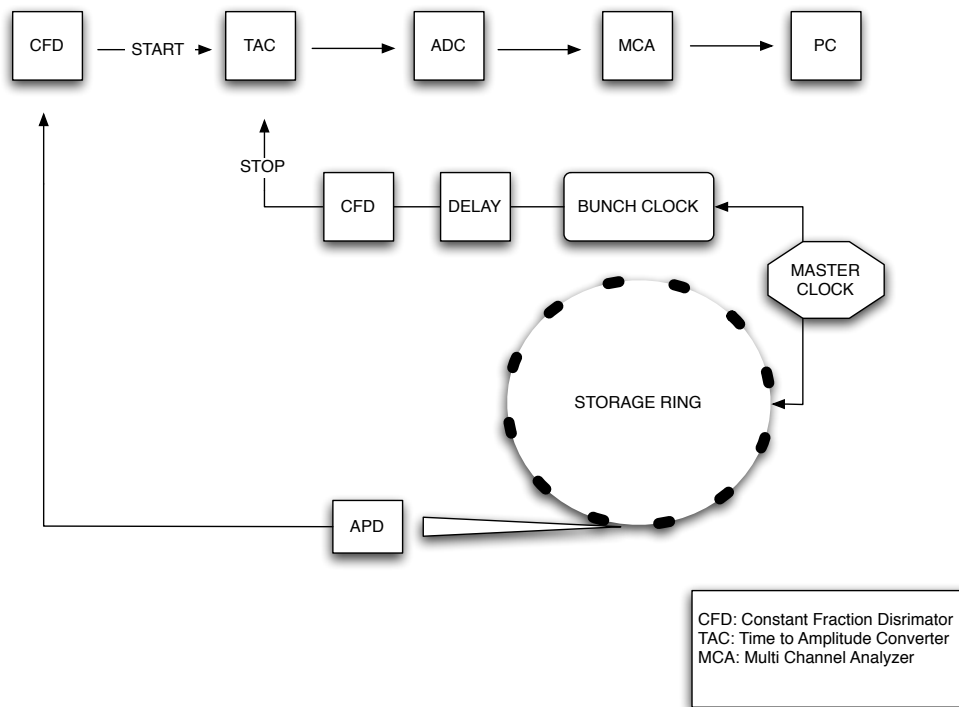 CFD
START
TAC
ADC
MCA
PC
STOP
CFD
DELAY
BUNCH CLOCK
MASTER
CLOCK
STORAGE RING
APD
CFD: Constant Fraction Disrimator
TAC: Time to Amplitude Converter
MCA: Multi Channel Analyzer